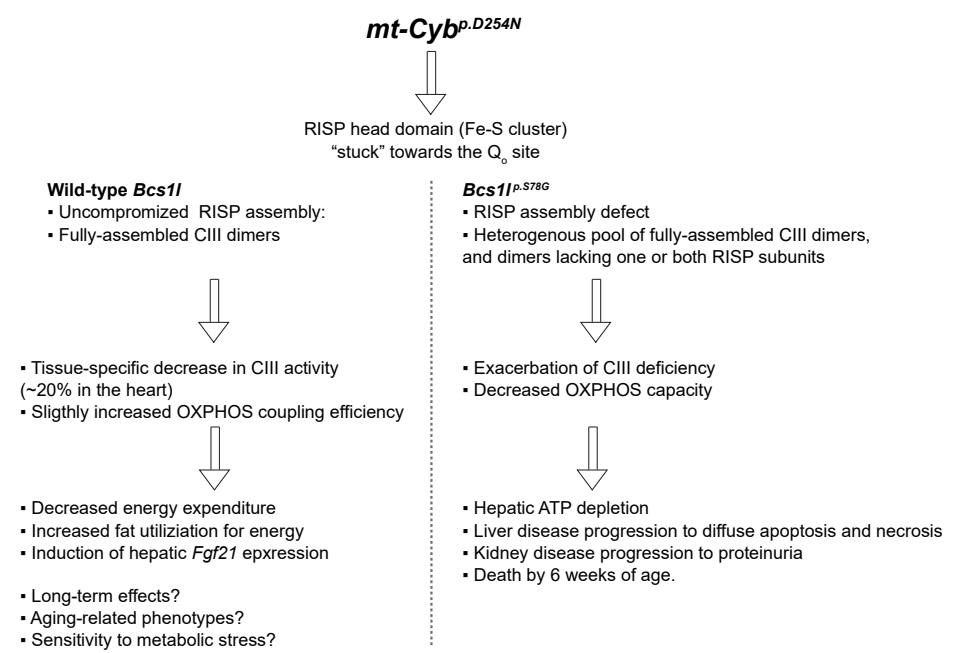 mt-Cyb^p.D254N
RISP head domain (Fe-S cluster)
“stuck” towards the Qo site
Wild-type Bcs1l
▪ Uncompromized RISP assembly:
▪ Fully-assembled CIII dimers
▪ Tissue-specific decrease in CIII activity
(~20% in the heart)
▪ Sligthly increased OXPHOS coupling efficiency
▪ Decreased energy expenditure
▪ Increased fat utiliziation for energy
▪ Induction of hepatic Fgf21 epxression
▪ Long-term effects?
▪ Aging-related phenotypes?
▪ Sensitivity to metabolic stress?
Bcs1l^p.S78G
▪ RISP assembly defect
▪ Heterogenous pool of fully-assembled CIII dimers,
and dimers lacking one or both RISP subunits
▪ Exacerbation of CIII deficiency
▪ Decreased OXPHOS capacity
▪ Hepatic ATP depletion
▪ Liver disease progression to diffuse apoptosis and necrosis
▪ Kidney disease progression to proteinuria
▪ Death by 6 weeks of age.